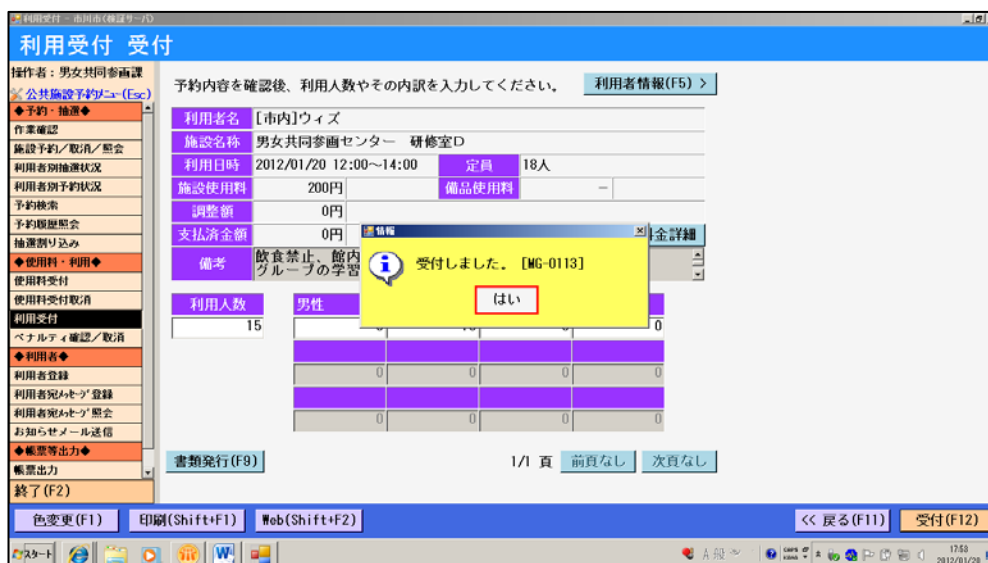 利用受付 - 市川市(検証サーバ)
利用受付 受付
操作者：男女共同参画課
公共施設予約メニュー(Esc)
◆予約・抽選◆
作業確認
施設予約／取消／照会
利用者別抽選状況
利用者別予約状況
予約検索
予約履歴照会
抽選割り込み
◆使用料・利用◆
使用料受付
使用料受付取消
利用受付
ペナルティ確認／取消
◆利用者◆
利用者登録
利用者宛メッセージ登録
利用者宛メッセージ照会
お知らせメール送信
◆帳票等出力◆
帳票出力
終了(F2)
予約内容を確認後、利用人数やその内訳を入力してください。
利用者情報(F5) >
利用者名 [市内]ウィズ
施設名称 男女共同参画センター 研修室D
利用日時 2012/01/20 12:00～14:00 定員 18人
施設使用料 200円 備品使用料 －
調整額 0円
支払済金額 0円 金詳細
備考 飲食禁止、館内
グループの学習
情報
受付しました。 [MG-0113]
はい
利用人数 男性
15 0
0 0 0 0
0 0 0 0
書類発行(F9) 1/1 頁 前頁なし 次頁なし
色変更(F1) 印刷(Shift+F1) Web(Shift+F2) << 戻る(F11) 受付(F12)
スタート A 般 CAPS KANA 17:53
2012/01/20